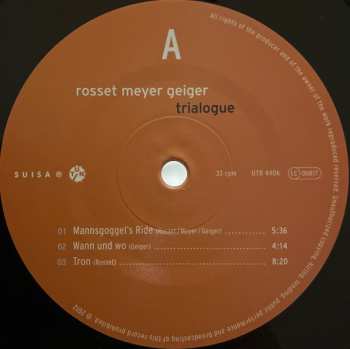 A
rosset meyer geiger
trialogue
SUISA ℗
33 rpm
UTR 4406
LC 06817
01 Mannsgoggel's Ride (Rosset / Meyer / Geiger) 5:36
02 Wann und wo (Geiger) 4:14
03 Tron (Rosset) 8:20
All rights of the producer and of the owner of the work reproduced reserved. Unauthorized copying, hiring, lending, public performance and broadcasting of this record prohibited. © 2012